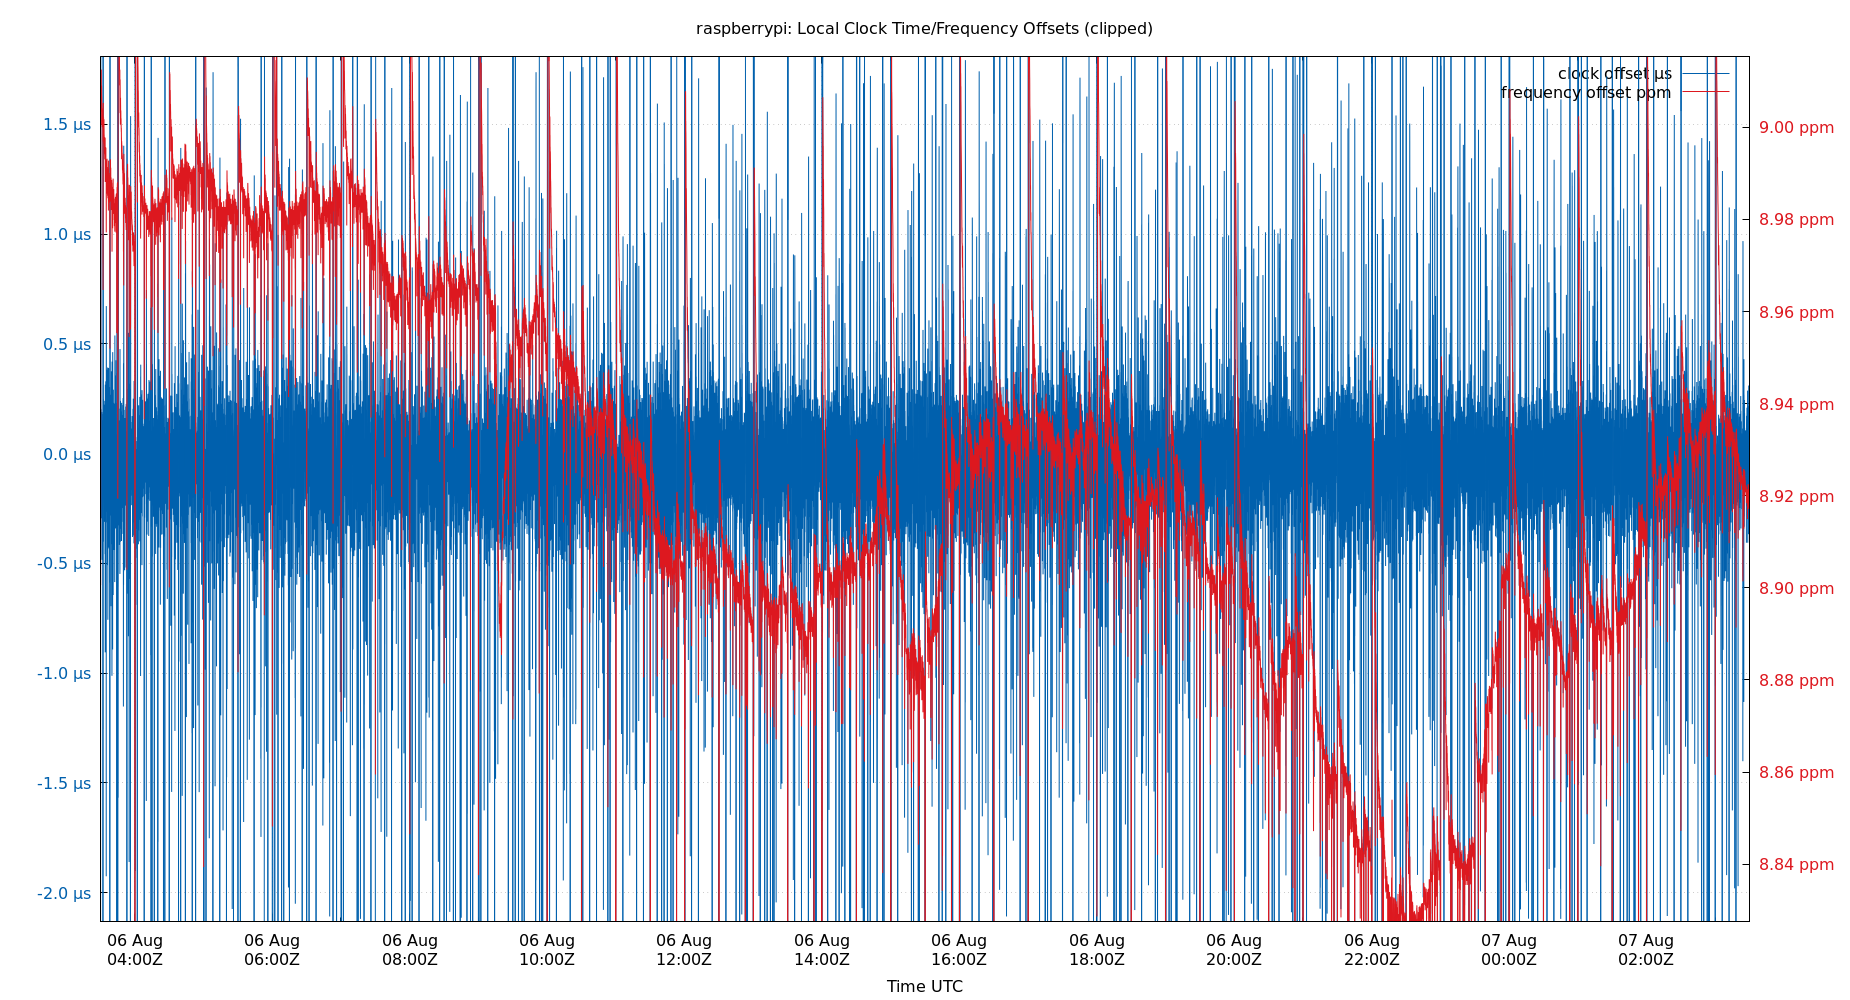 raspberrypi: Local Clock Time/Frequency Offsets (clipped)
clock offset µs
frequency offset ppm
1.5 µs
1.0 µs
0.5 µs
0.0 µs
-0.5 µs
-1.0 µs
-1.5 µs
-2.0 µs
9.00 ppm
8.98 ppm
8.96 ppm
8.94 ppm
8.92 ppm
8.90 ppm
8.88 ppm
8.86 ppm
8.84 ppm
06 Aug 06 Aug 06 Aug 06 Aug 06 Aug 06 Aug 06 Aug 06 Aug 06 Aug 06 Aug 07 Aug 07 Aug
04:00Z 06:00Z 08:00Z 10:00Z 12:00Z 14:00Z 16:00Z 18:00Z 20:00Z 22:00Z 00:00Z 02:00Z
Time UTC